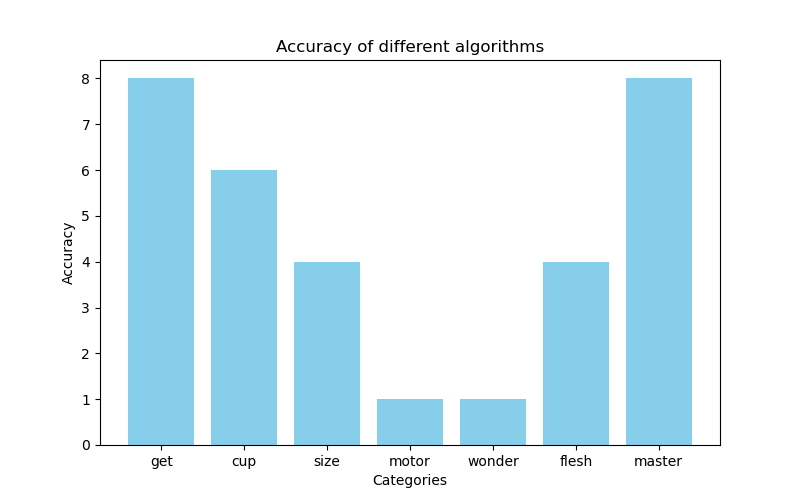 Accuracy of different algorithms
8
7
6
5
4
3
2
1
0
Accuracy
get cup size motor wonder flesh master
Categories